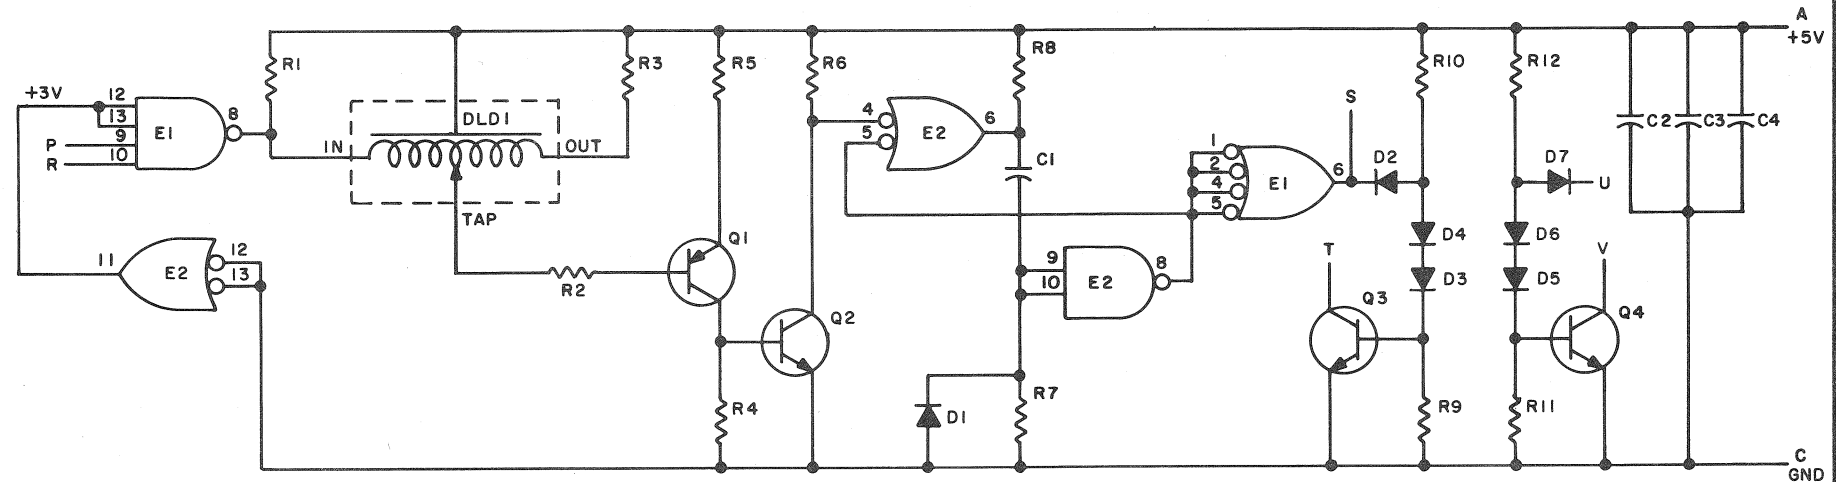 A
+5V
R1
R3
R5
R6
R8
R10
R12
+3V
12
13
9
10
P
R
E1
8
DLD1
IN
OUT
TAP
4
5
E2
6
C1
S
1
2
4
5
E1
6
D2
D7
U
C2
C3
C4
11
E2
12
13
R2
Q1
Q2
9
10
E2
8
D4
D3
D6
D5
T
Q3
V
Q4
R4
D1
R7
R9
R11
C
GND